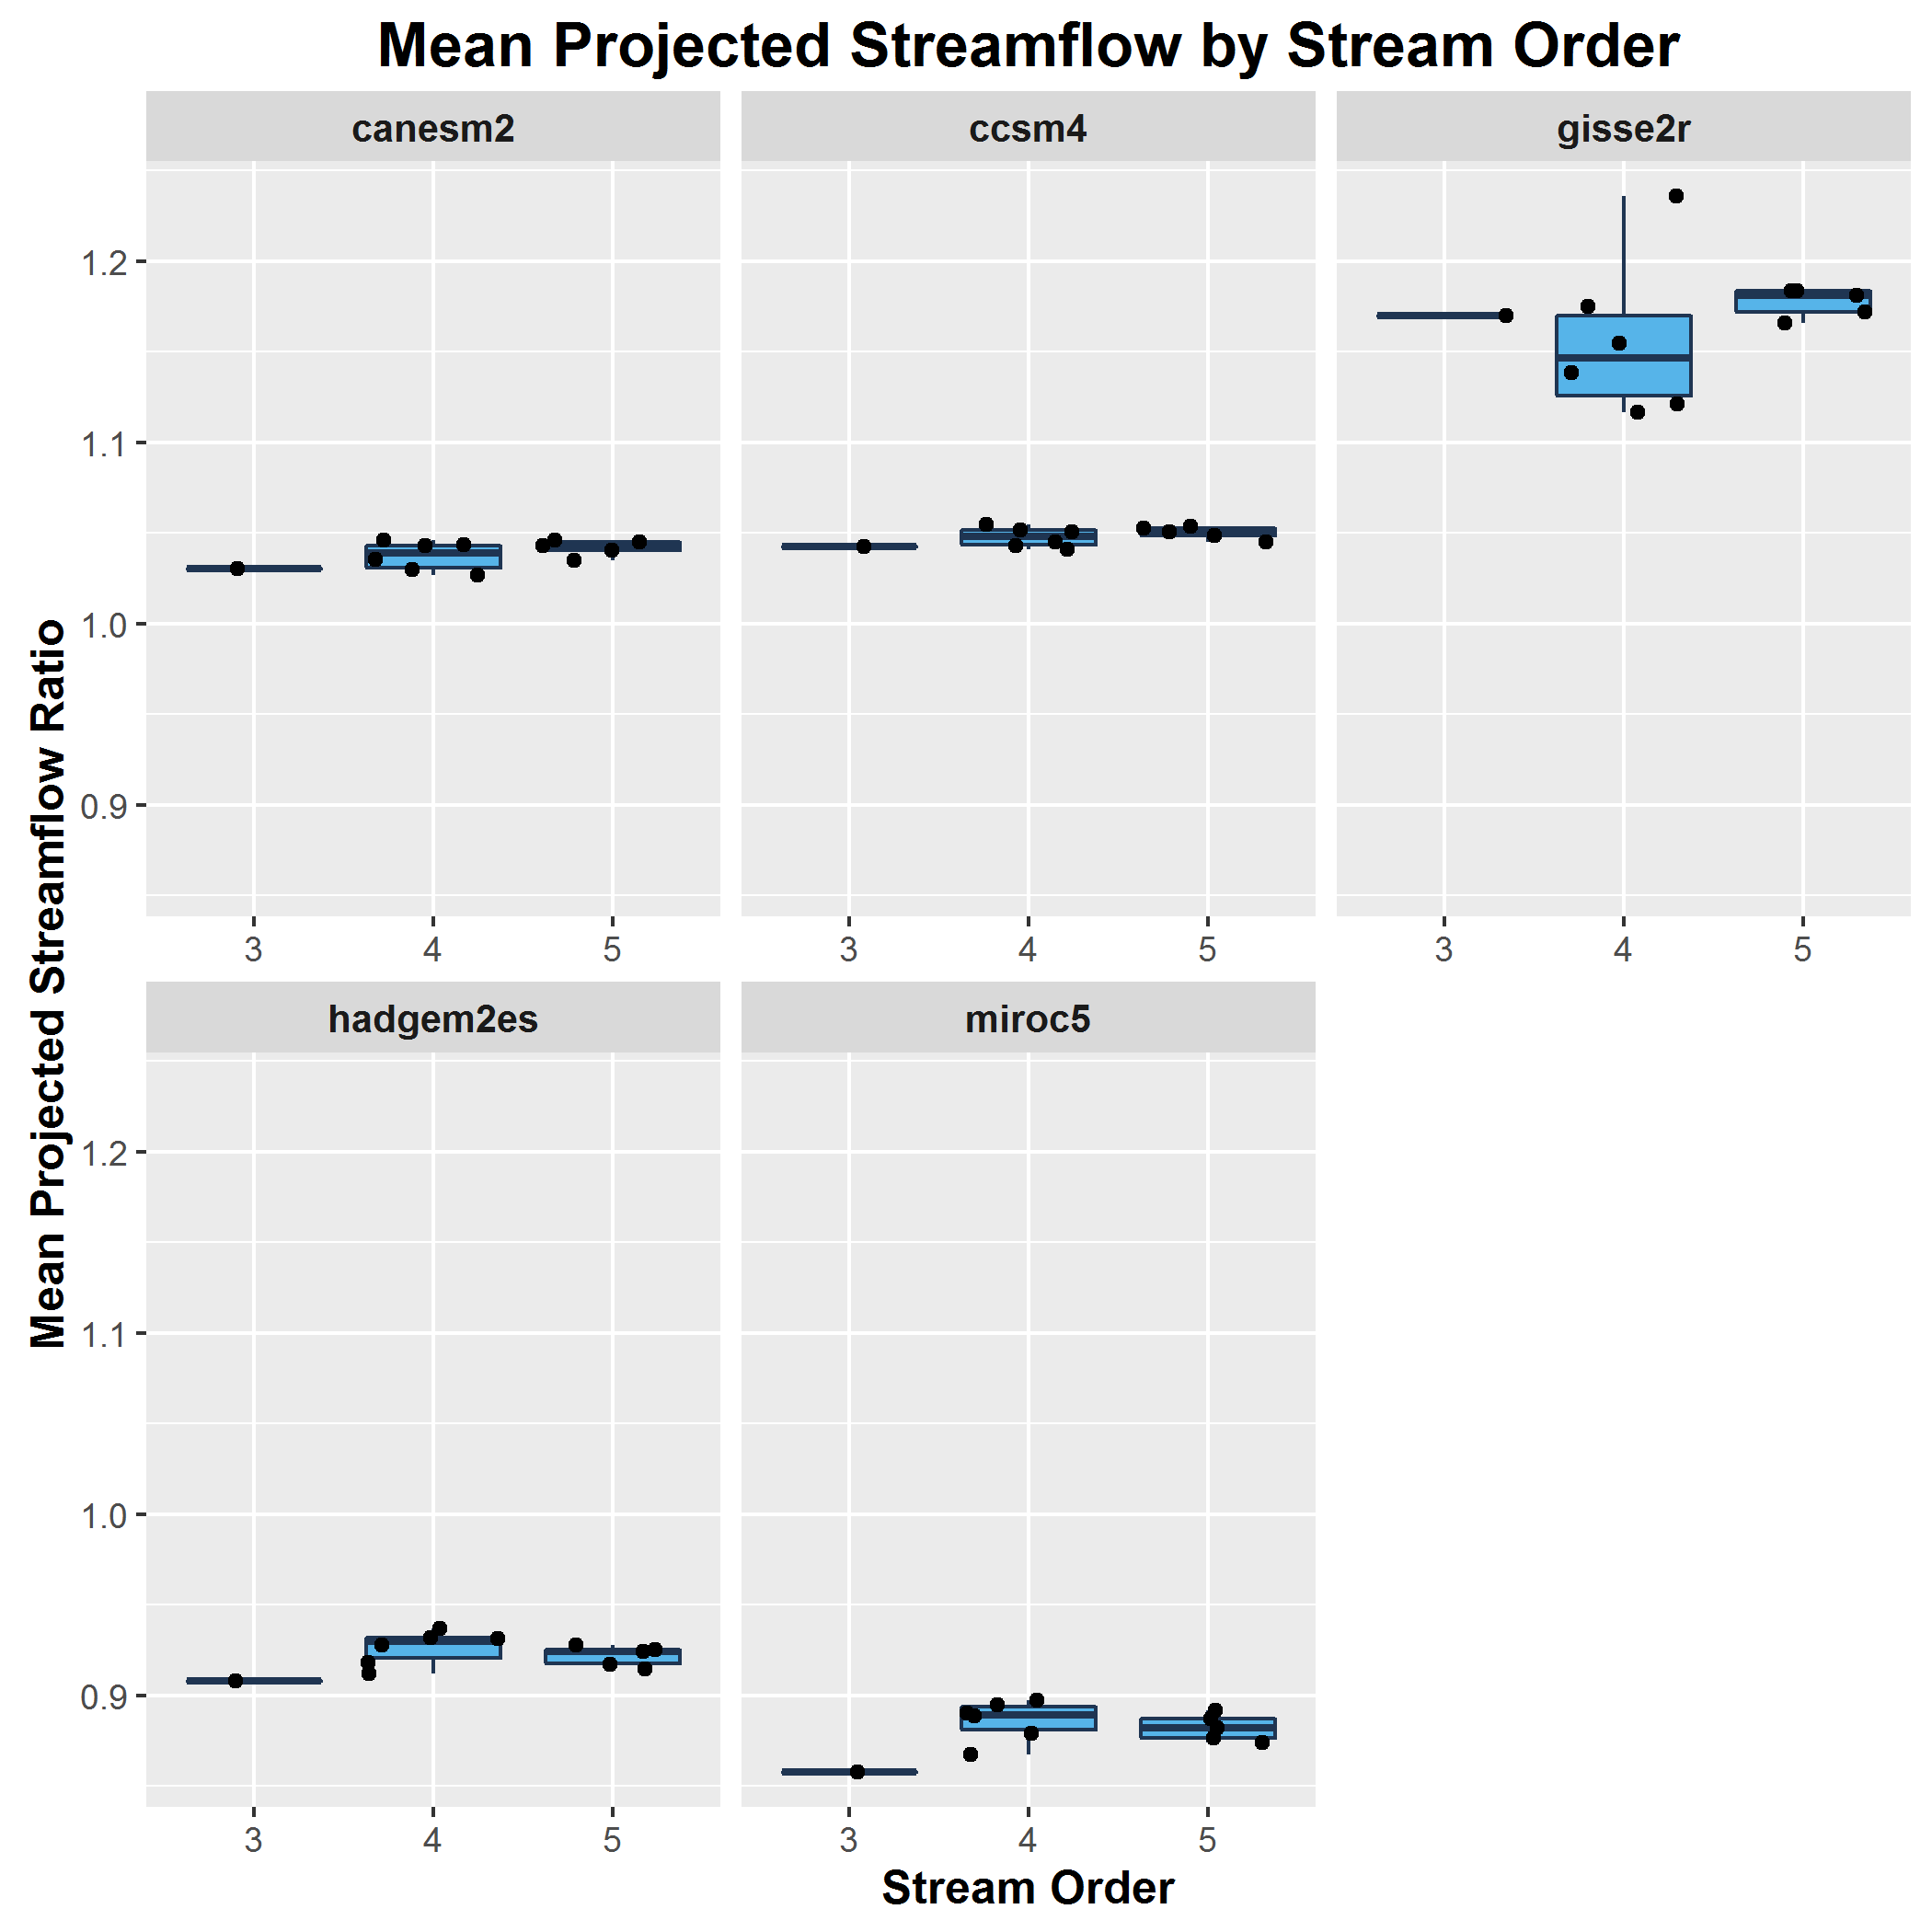 Mean Projected Streamflow by Stream Order
canesm2 ccsm4 gisse2r
1.2
1.1
1.0
0.9
3 4 5 3 4 5 3 4 5
Mean Projected Streamflow Ratio
hadgem2es miroc5
1.2
1.1
1.0
0.9
3 4 5 3 4 5
Stream Order